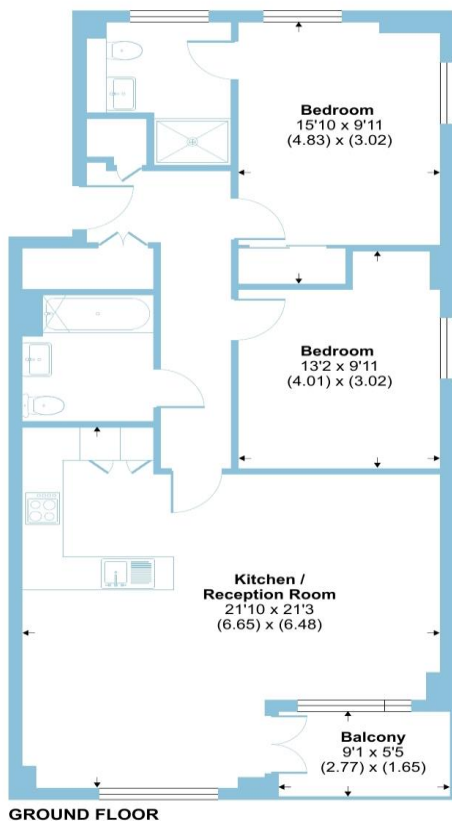 Bedroom
15'10 x 9'11
(4.83) x (3.02)
Bedroom
13'2 x 9'11
(4.01) x (3.02)
Kitchen /
Reception Room
21'10 x 21'3
(6.65) x (6.48)
Balcony
9'1 x 5'5
(2.77) x (1.65)
GROUND FLOOR